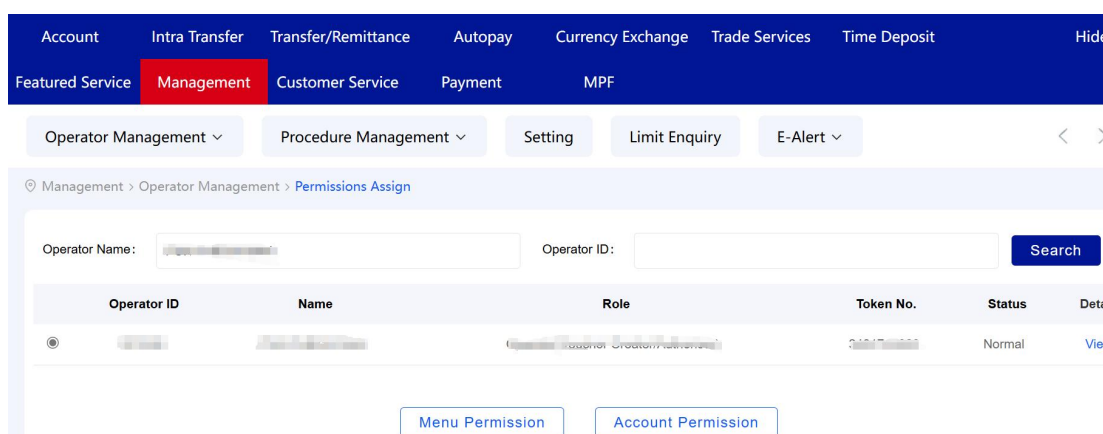 Account Intra Transfer Transfer/Remittance Autopay Currency Exchange Trade Services Time Deposit Hide
Featured Service Management Customer Service Payment MPF
Operator Management Procedure Management Setting Limit Enquiry E-Alert
Management > Operator Management > Permissions Assign
Operator Name: Operator ID: Search
Operator ID Name Role Token No. Status
Normal
Menu Permission Account Permission